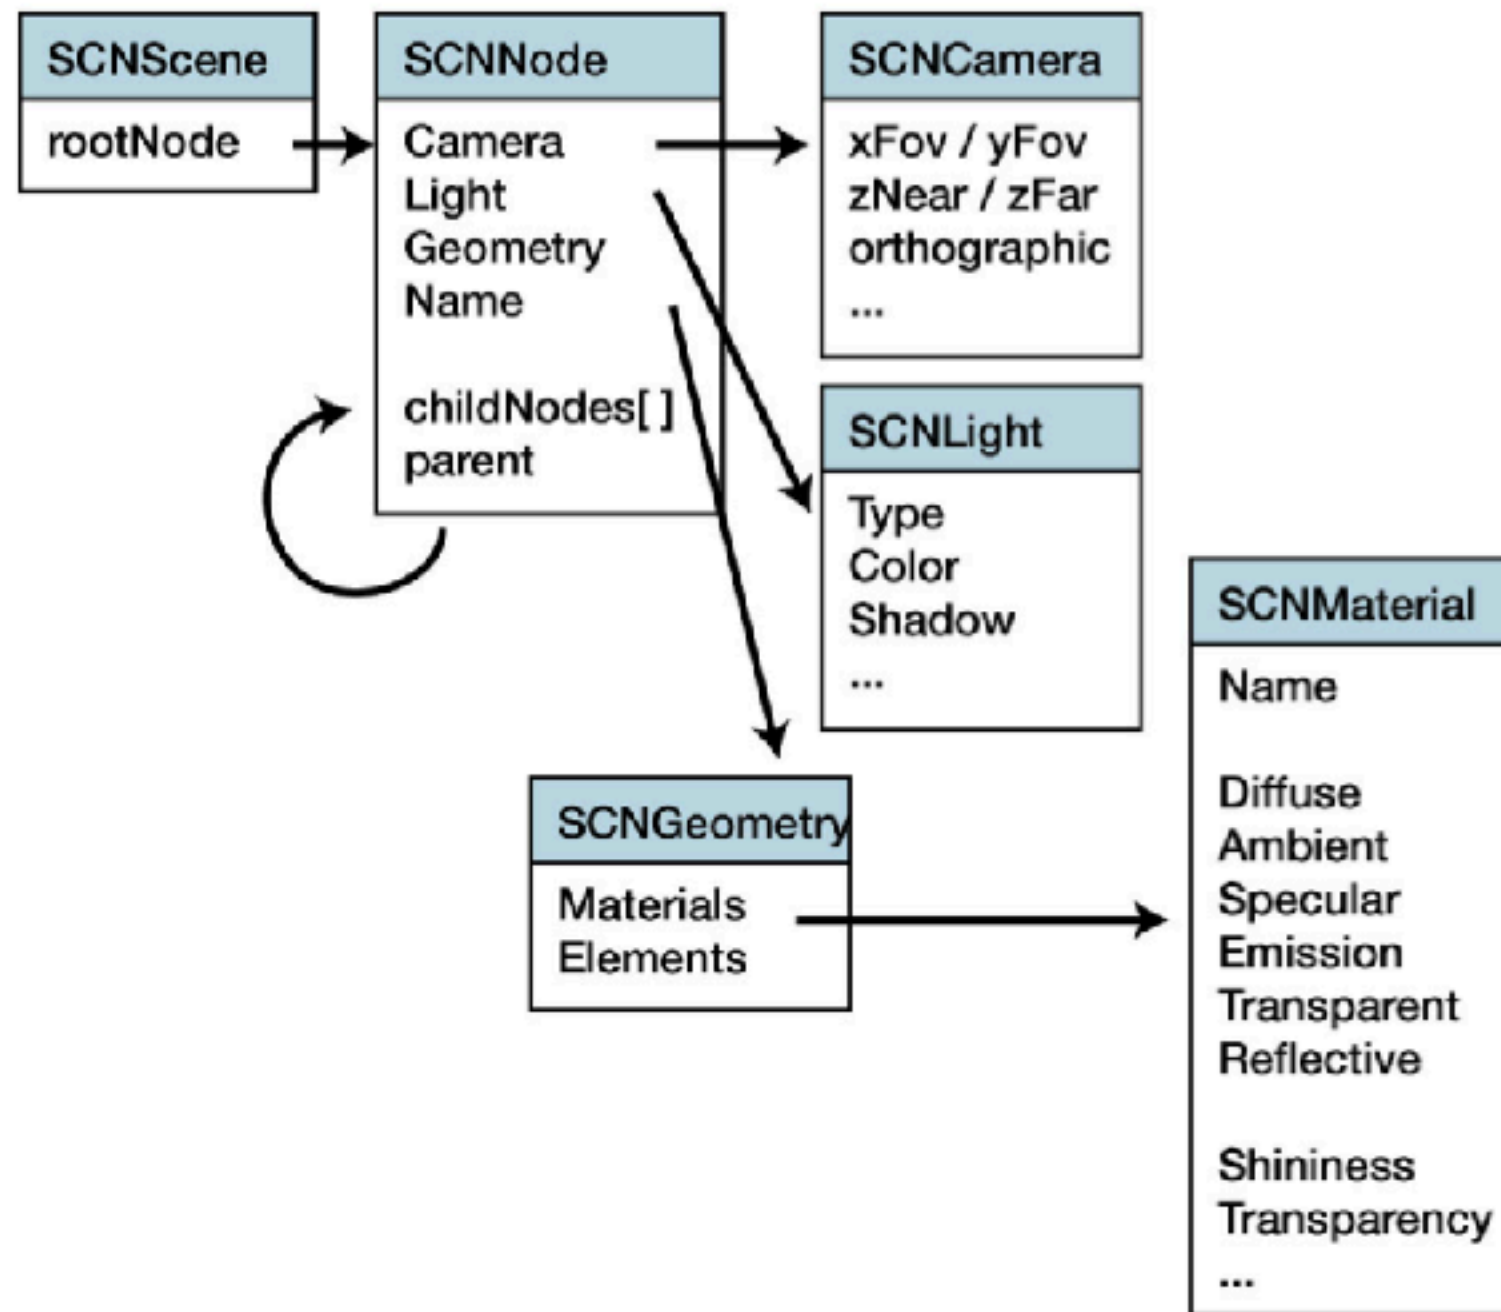 SCNScene
rootNode
SCNNode
Camera
Light
Geometry
Name
childNodes[ ]
parent
SCNCamera
xFov / yFov
zNear / zFar
orthographic
...
SCNLight
Type
Color
Shadow
...
SCNGeometry
Materials
Elements
SCNMaterial
Name
Diffuse
Ambient
Specular
Emission
Transparent
Reflective
Shininess
Transparency
...